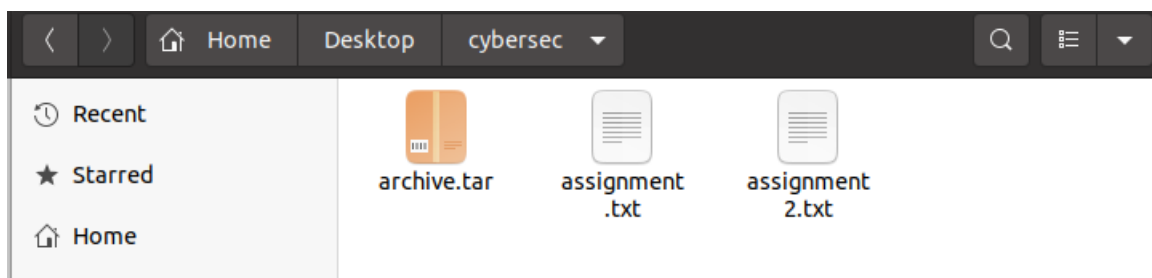 Home Desktop cybersec
Recent
Starred
Home
archive.tar
assignment
.txt
assignment
2.txt